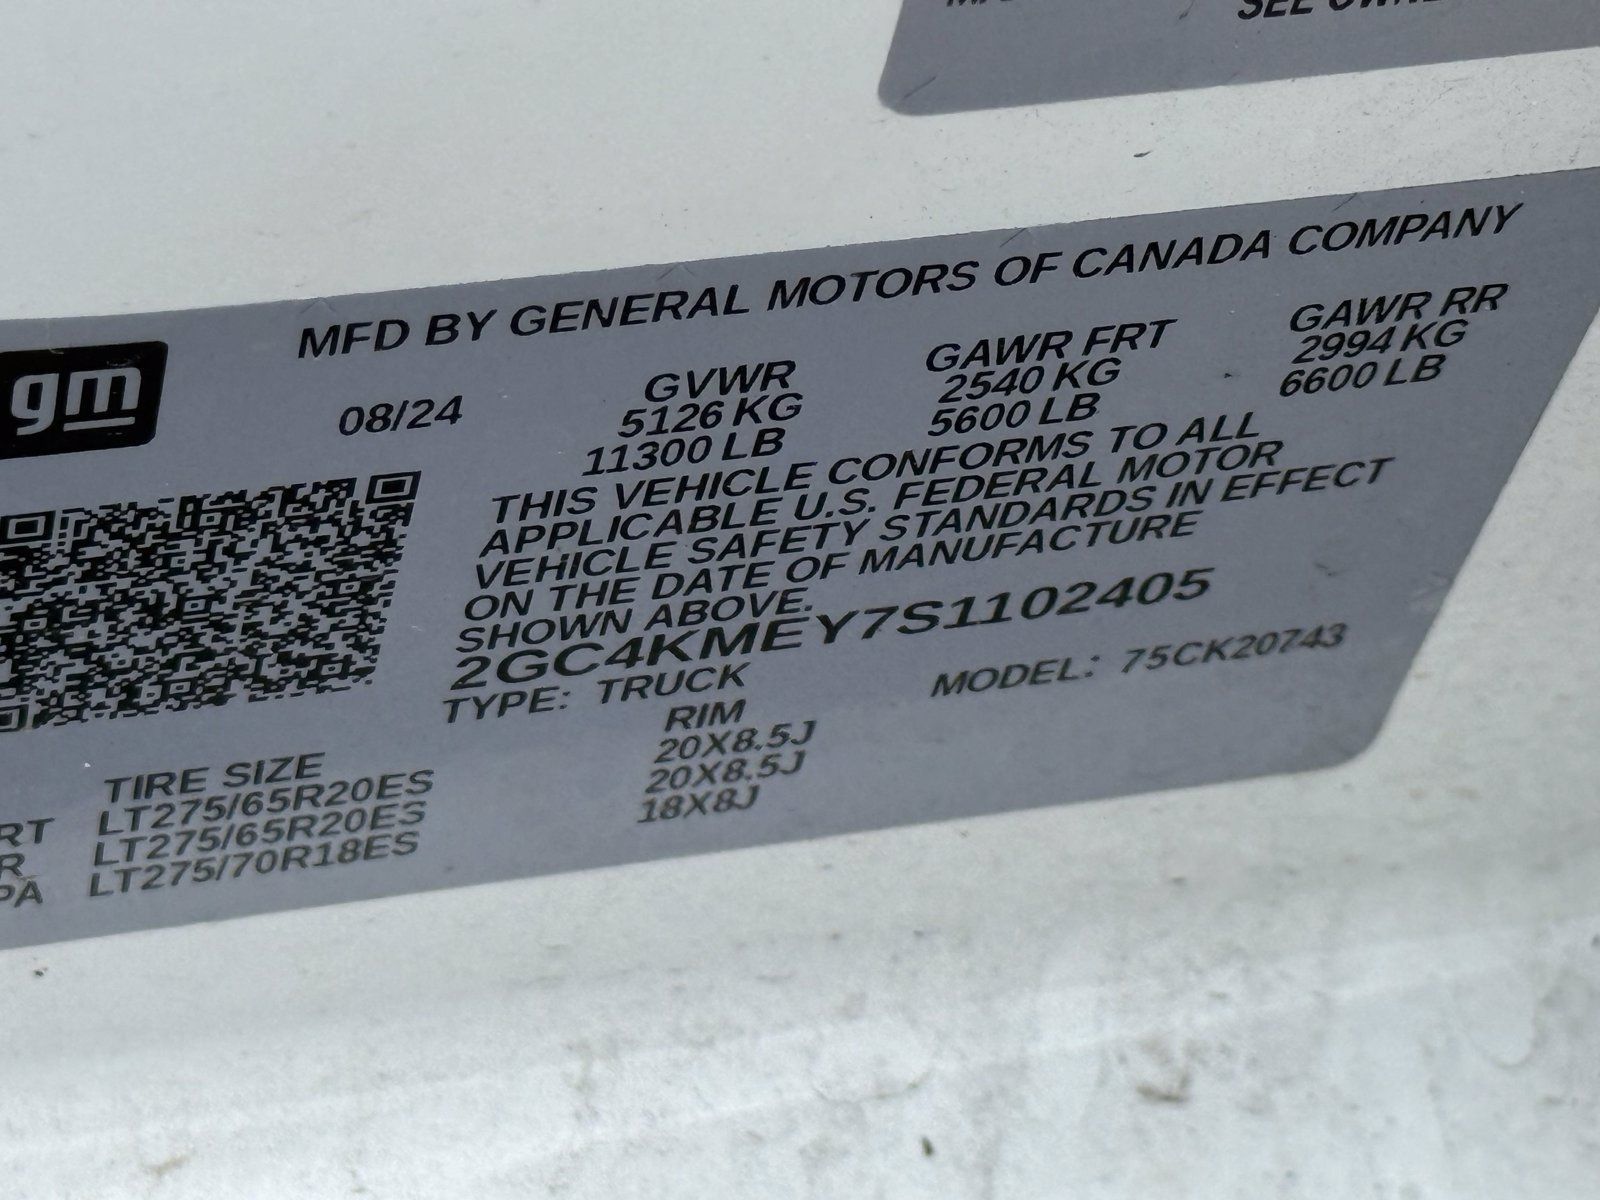 SEE OWNE
MFD BY GENERAL MOTORS OF CANADA COMPANY
gm
08/24
GVWR GAWR FRT GAWR RR
5126 KG 2540 KG 2994 KG
11300 LB 5600 LB 6600 LB
THIS VEHICLE CONFORMS TO ALL
APPLICABLE U.S. FEDERAL MOTOR
VEHICLE SAFETY STANDARDS IN EFFECT
ON THE DATE OF MANUFACTURE
SHOWN ABOVE.
2GC4KMEY7S1102405
TYPE: TRUCK MODEL: 75CK20743
TIRE SIZE RIM
RT LT275/65R20ES 20X8.5J
R LT275/65R20ES 20X8.5J
PA LT275/70R18ES 18X8J